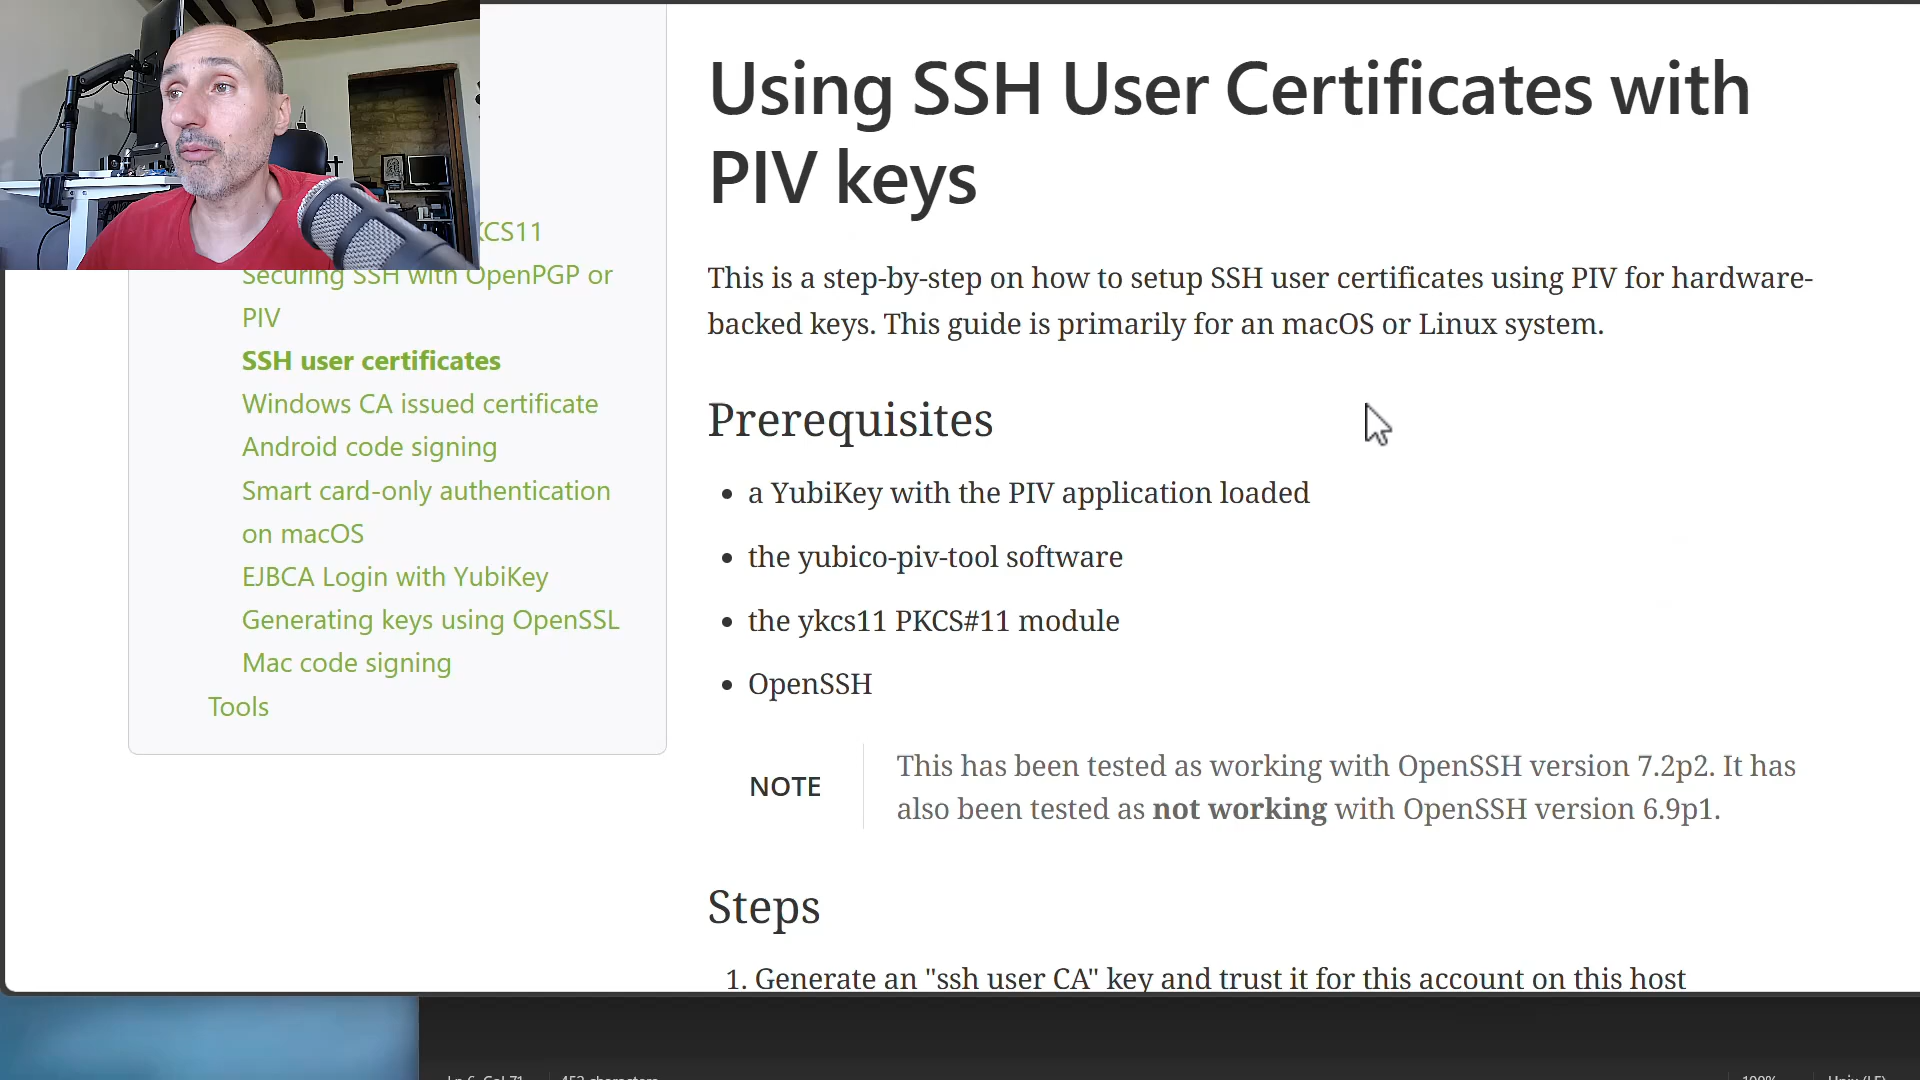 KCS11
Securing SSH with OpenPGP or
PIV
SSH user certificates
Windows CA issued certificate
Android code signing
Smart card-only authentication
on macOS
EJBCA Login with YubiKey
Generating keys using OpenSSL
Mac code signing
Tools
Using SSH User Certificates with
PIV keys
This is a step-by-step on how to setup SSH user certificates using PIV for hardware-
backed keys. This guide is primarily for an macOS or Linux system.
Prerequisites
• a YubiKey with the PIV application loaded
• the yubico-piv-tool software
• the ykcs11 PKCS#11 module
• OpenSSH
NOTE
This has been tested as working with OpenSSH version 7.2p2. It has
also been tested as not working with OpenSSH version 6.9p1.
Steps
1. Generate an "ssh user CA" key and trust it for this account on this host